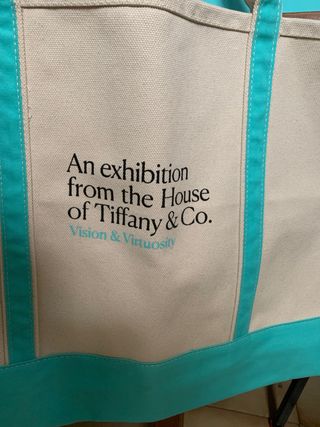 An exhibition
from the House
of Tiffany & Co.
Vision & Virtuosity